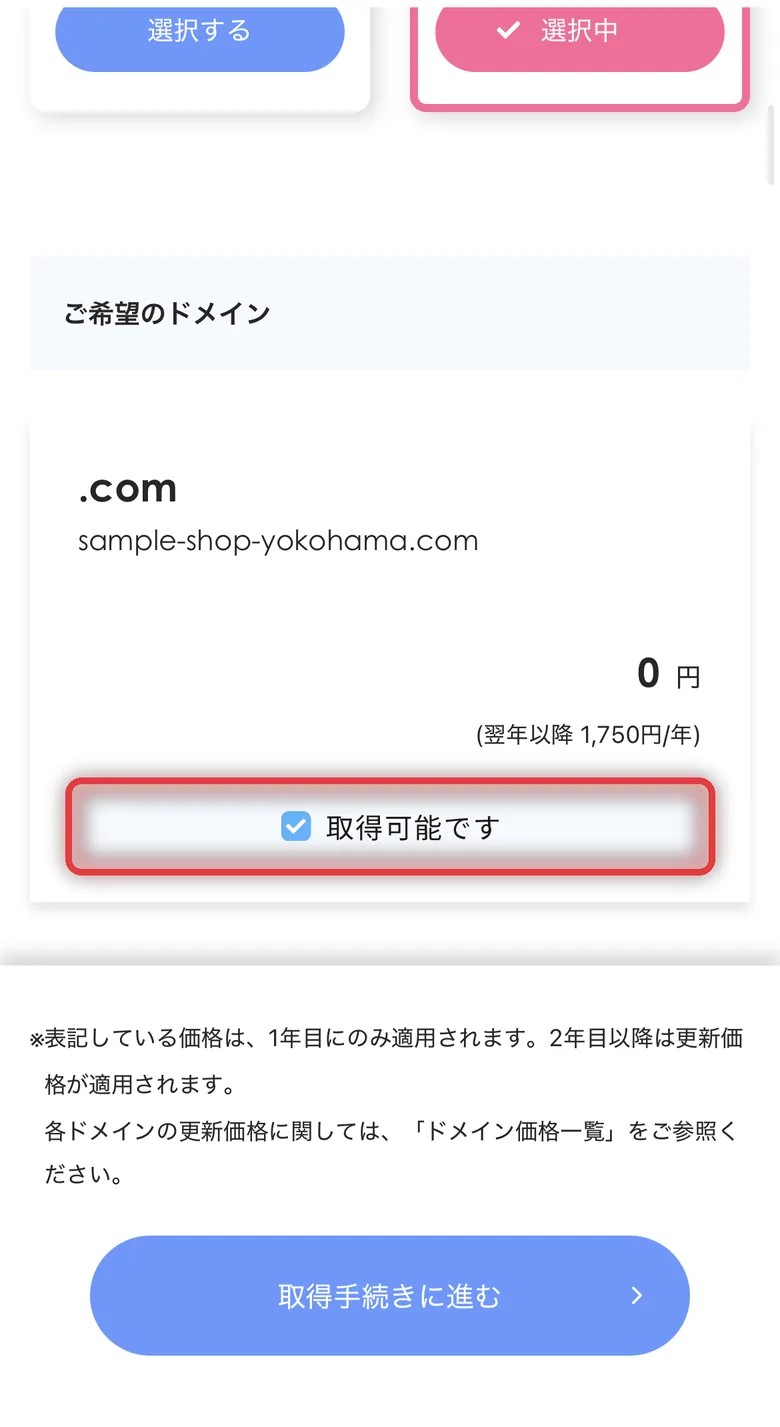 選択する
選択中
ご希望のドメイン
.com
sample-shop-yokohama.com
0 円
(翌年以降 1,750円/年)
取得可能です
※表記している価格は、1年目にのみ適用されます。2年目以降は更新価
格が適用されます。
各ドメインの更新価格に関しては、「ドメイン価格一覧」をご参照く
ださい。
取得手続きに進む